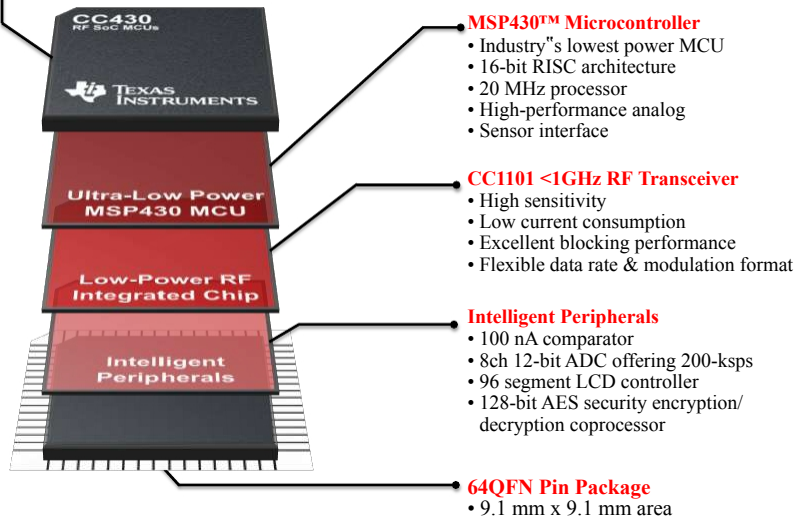 CC430
RF SoC MCUs
TEXAS
INSTRUMENTS
Ultra-Low Power
MSP430 MCU
Low-Power RF
Integrated Chip
Intelligent
Peripherals
MSP430™ Microcontroller
• Industry‟s lowest power MCU
• 16-bit RISC architecture
• 20 MHz processor
• High-performance analog
• Sensor interface
CC1101 <1GHz RF Transceiver
• High sensitivity
• Low current consumption
• Excellent blocking performance
• Flexible data rate & modulation format
Intelligent Peripherals
• 100 nA comparator
• 8ch 12-bit ADC offering 200-ksps
• 96 segment LCD controller
• 128-bit AES security encryption/
decryption coprocessor
64QFN Pin Package
• 9.1 mm x 9.1 mm area